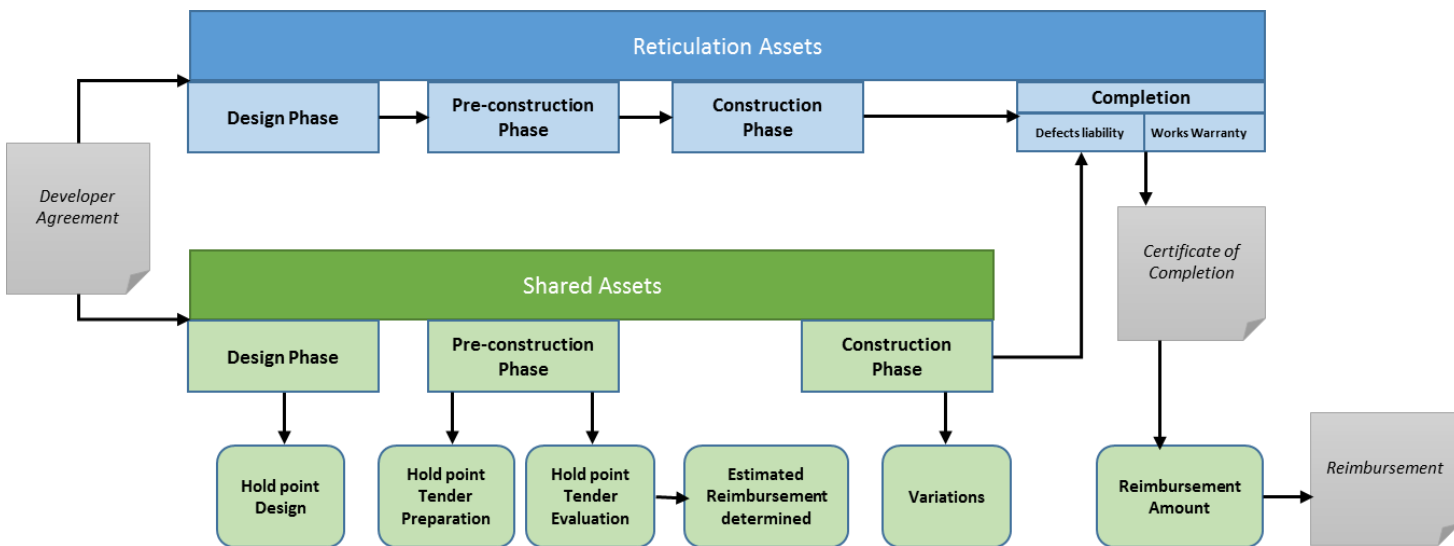 Reticulation Assets
Design Phase
Pre-construction
Phase
Construction
Phase
Completion
Defects liability
Works Warranty
Developer
Agreement
Certificate of
Completion
Shared Assets
Design Phase
Pre-construction
Phase
Construction
Phase
Hold point
Design
Hold point
Tender
Preparation
Hold point
Tender
Evaluation
Estimated
Reimbursement
determined
Variations
Reimbursement
Amount
Reimbursement